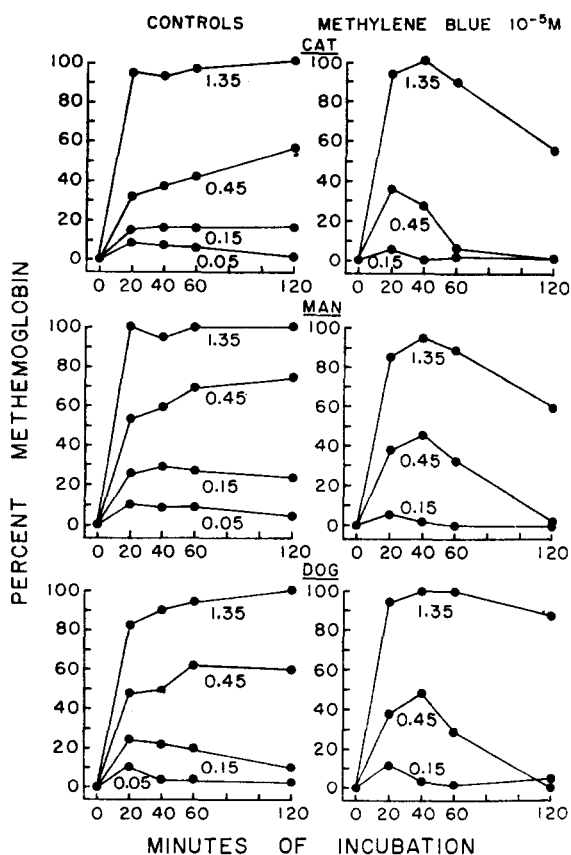 CONTROLS METHYLENE BLUE 10⁻⁵M
CAT
100 100
80 1.35 80 1.35
60 60
40 0.45 40
20 0.15 20 0.45
0 0.05 0 0.15
0 20 40 60 120 0 20 40 60 120
MAN
100 100
80 1.35 80 1.35
60 0.45 60
40 40 0.45
20 0.15 20 0.15
0 0.05 0
0 20 40 60 120 0 20 40 60 120
DOG
100 100
80 1.35 80 1.35
60 60
40 0.45 40 0.45
20 0.15 20 0.15
0 0.05 0
0 20 40 60 120 0 20 40 60 120
PERCENT METHEMOGLOBIN
MINUTES OF INCUBATION